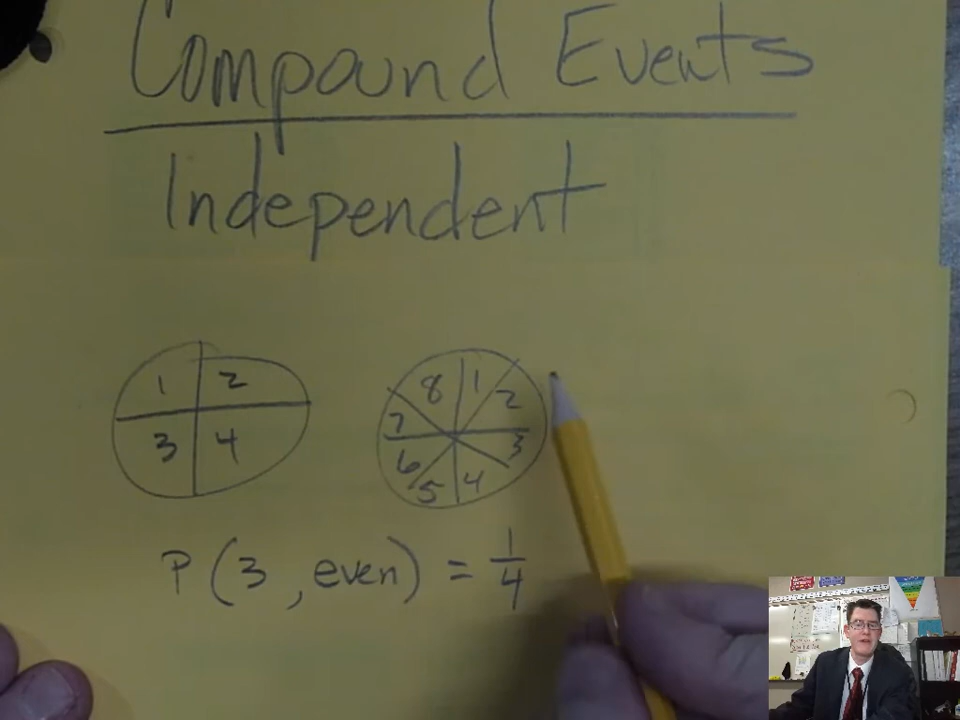 Compound Events
Independent
1 2
3 4
8 1
7 2
6 3
5 4
P (3, even) = 1/4